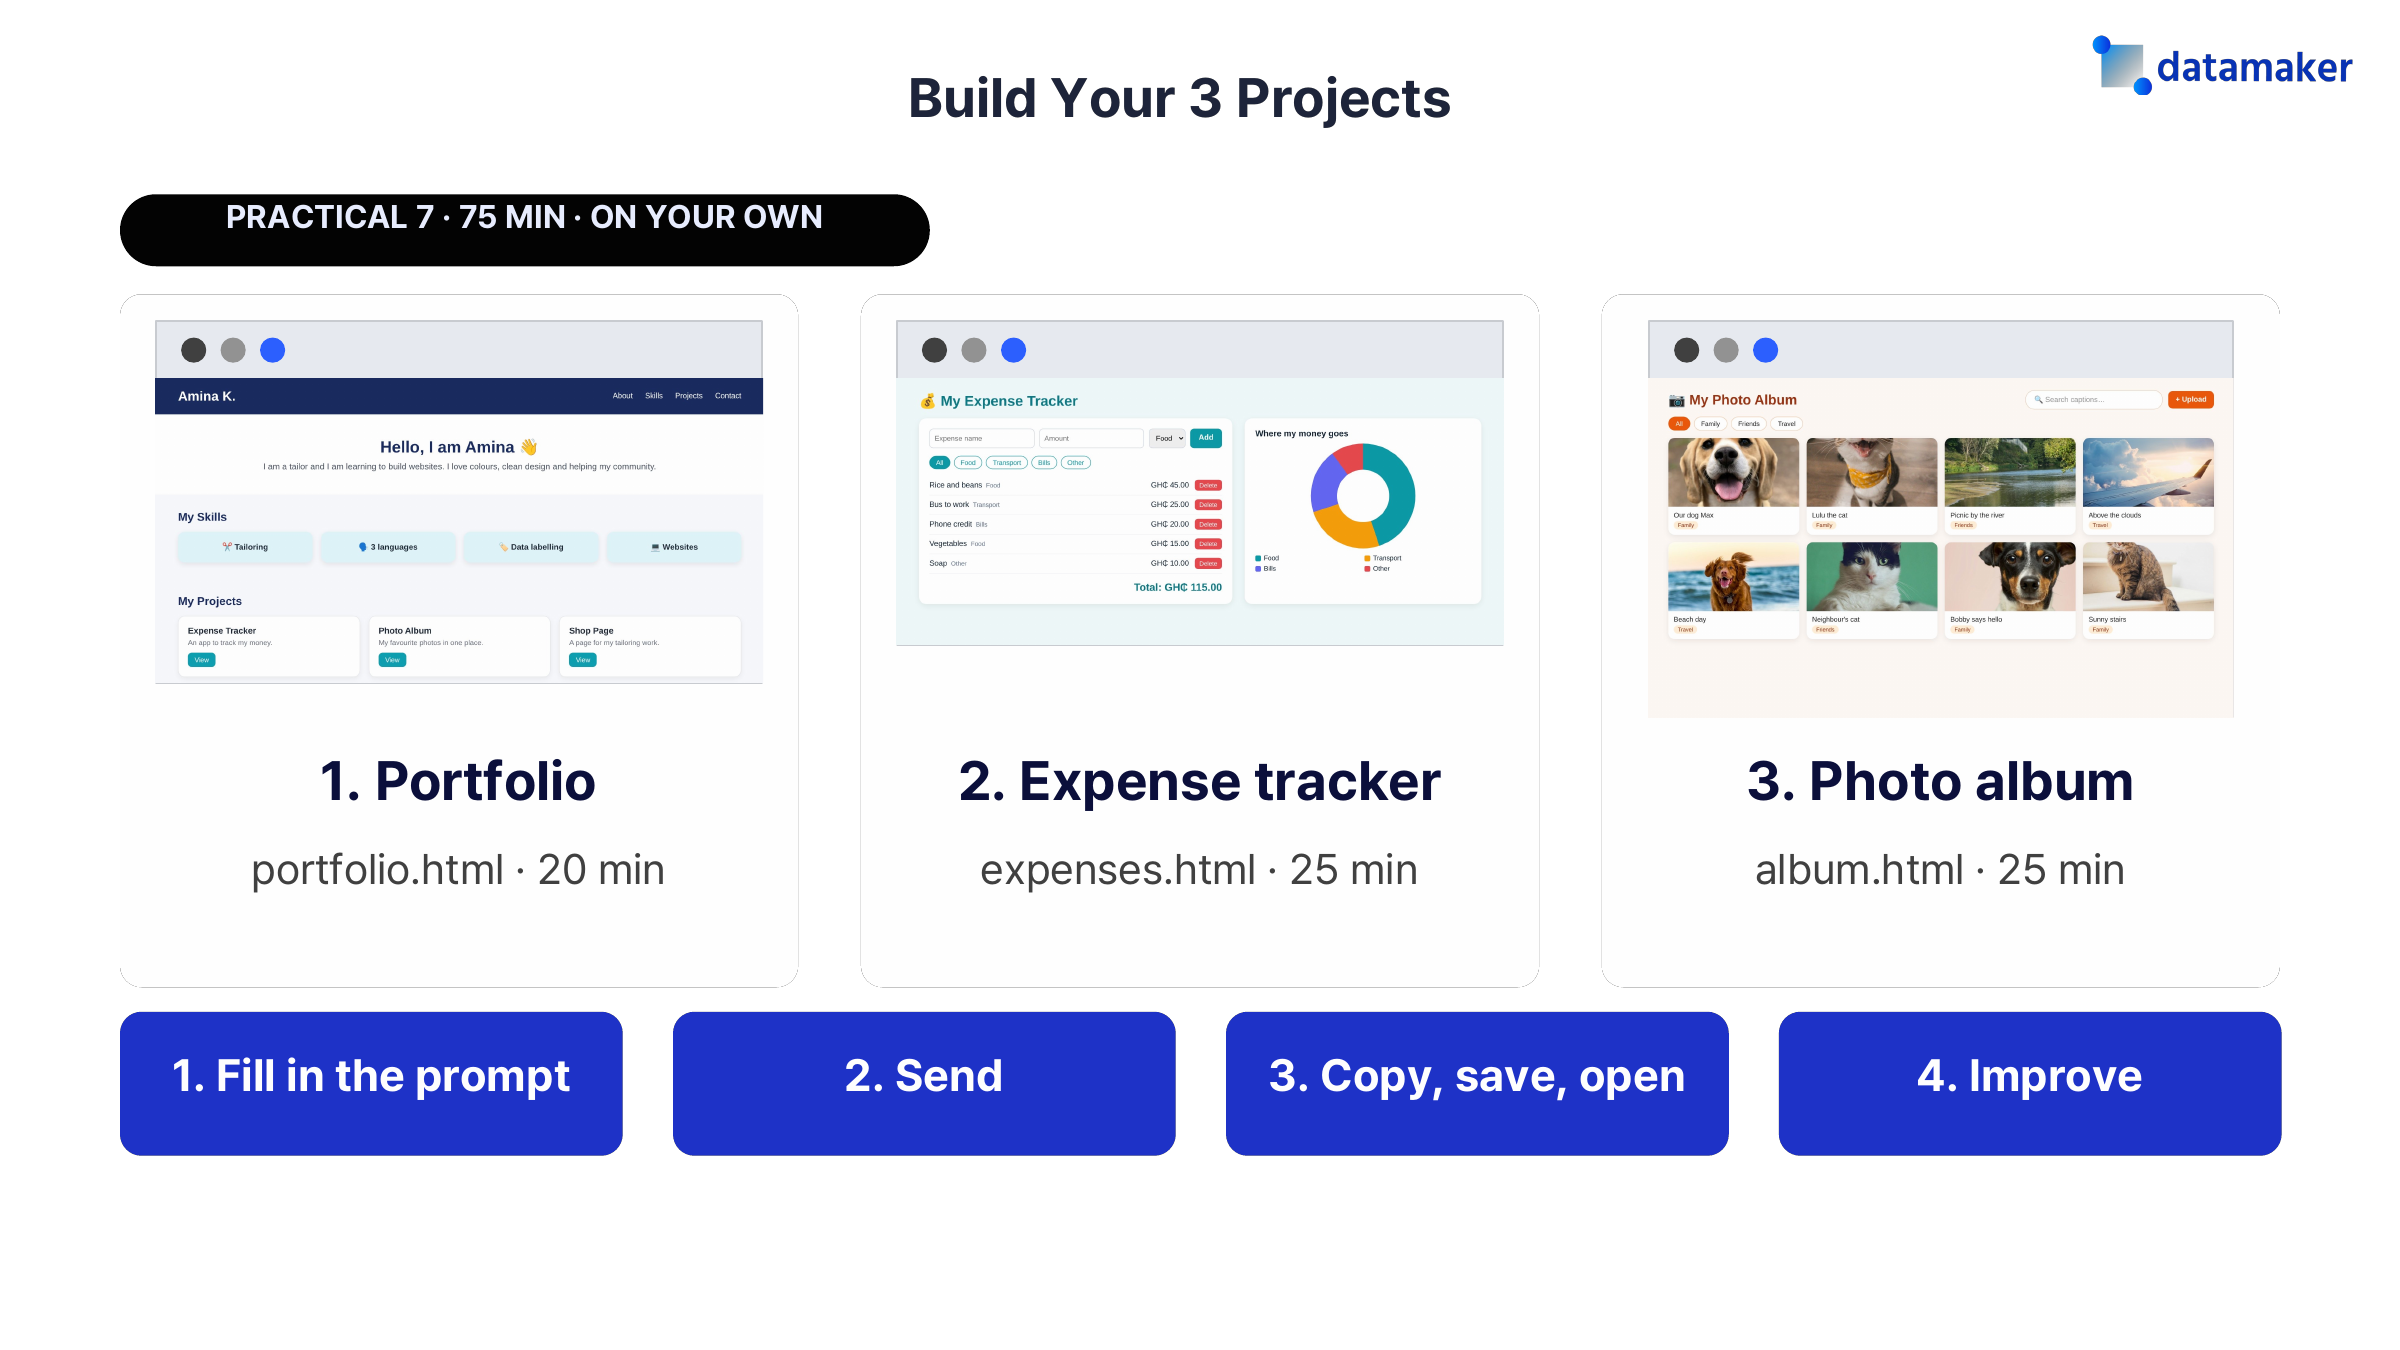 datamaker
Build Your 3 Projects
PRACTICAL 7 · 75 MIN · ON YOUR OWN
Amina K.
About Skills Projects Contact
Hello, I am Amina 👋
I am a tailor and I am learning to build websites. I love colours, clean design and helping my community.
My Skills
✂️ Tailoring
🗣️ 3 languages
🏷️ Data labelling
💻 Websites
My Projects
Expense Tracker
An app to track my money.
View
Photo Album
My favourite photos in one place.
View
Shop Page
A page for my tailoring work.
View
1. Portfolio
portfolio.html · 20 min
💰 My Expense Tracker
Expense name Amount Food Add
All Food Transport Bills Other
Rice and beans Food GH₵ 45.00 Delete
Bus to work Transport GH₵ 25.00 Delete
Phone credit Bills GH₵ 20.00 Delete
Vegetables Food GH₵ 15.00 Delete
Soap Other GH₵ 10.00 Delete
Total: GH₵ 115.00
Where my money goes
Food Transport
Bills Other
2. Expense tracker
expenses.html · 25 min
📷 My Photo Album
🔍 Search captions... + Upload
All Family Friends Travel
Our dog Max
Family
Lulu the cat
Family
Picnic by the river
Friends
Above the clouds
Travel
Beach day
Travel
Neighbour's cat
Friends
Bobby says hello
Family
Sunny stairs
Family
3. Photo album
album.html · 25 min
1. Fill in the prompt
2. Send
3. Copy, save, open
4. Improve